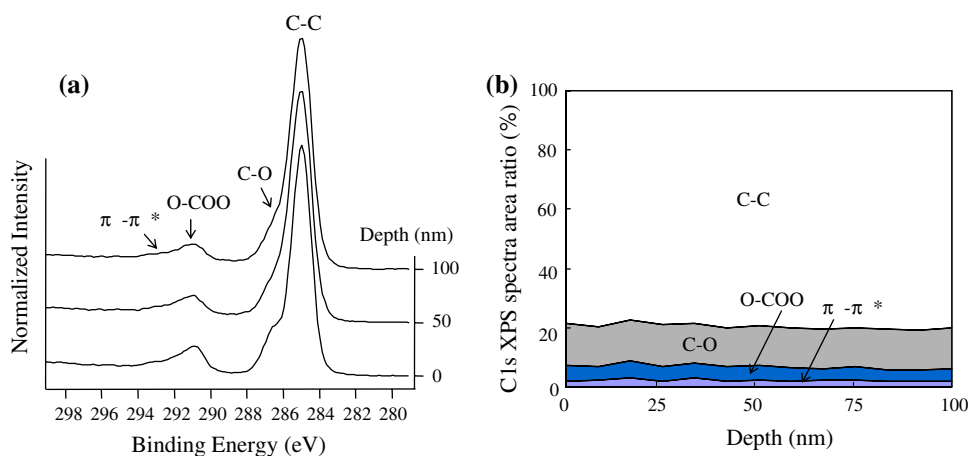 (a)
C-C
C-O
O-COO
π -π *
Depth (nm)
100
50
0
Normalized Intensity
298 296 294 292 290 288 286 284 282 280
Binding Energy (eV)
(b)
C1s XPS spectra area ratio (%)
100
80
60
40
20
0
C-C
O-COO
π -π *
C-O
0 25 50 75 100
Depth (nm)